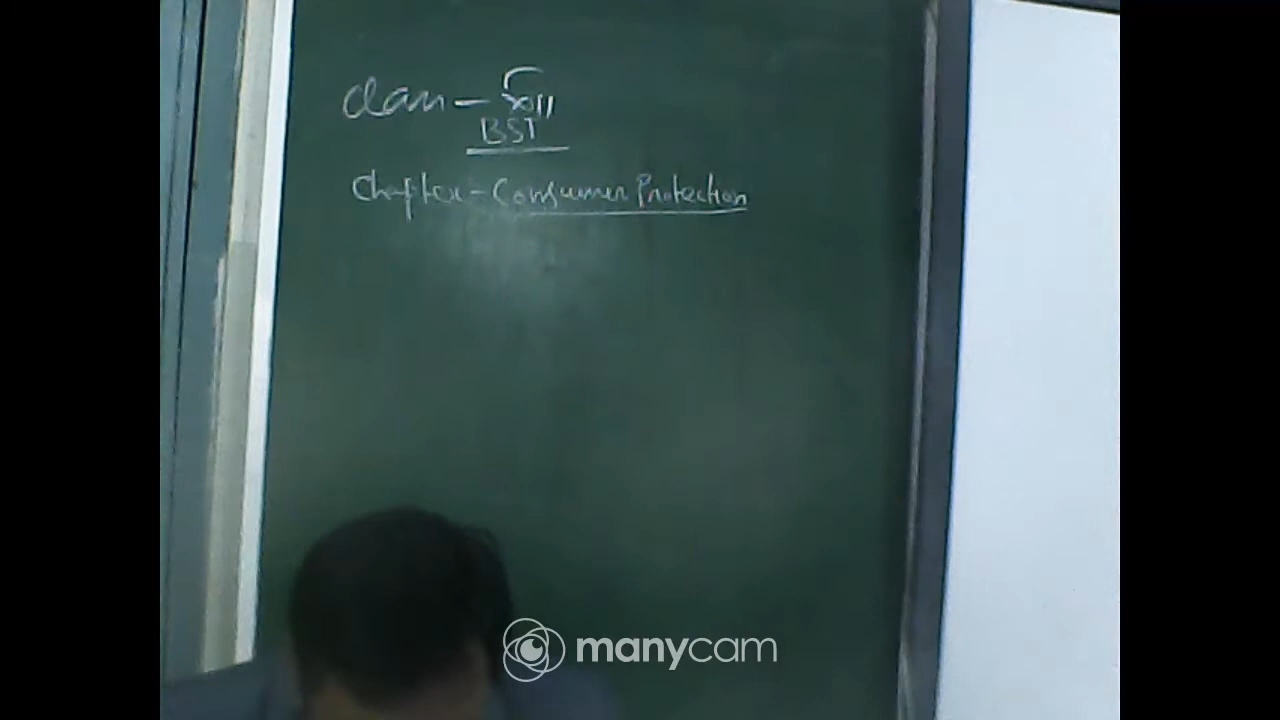 Class - XII
BST
Chapter - Consumer Protection
manycam